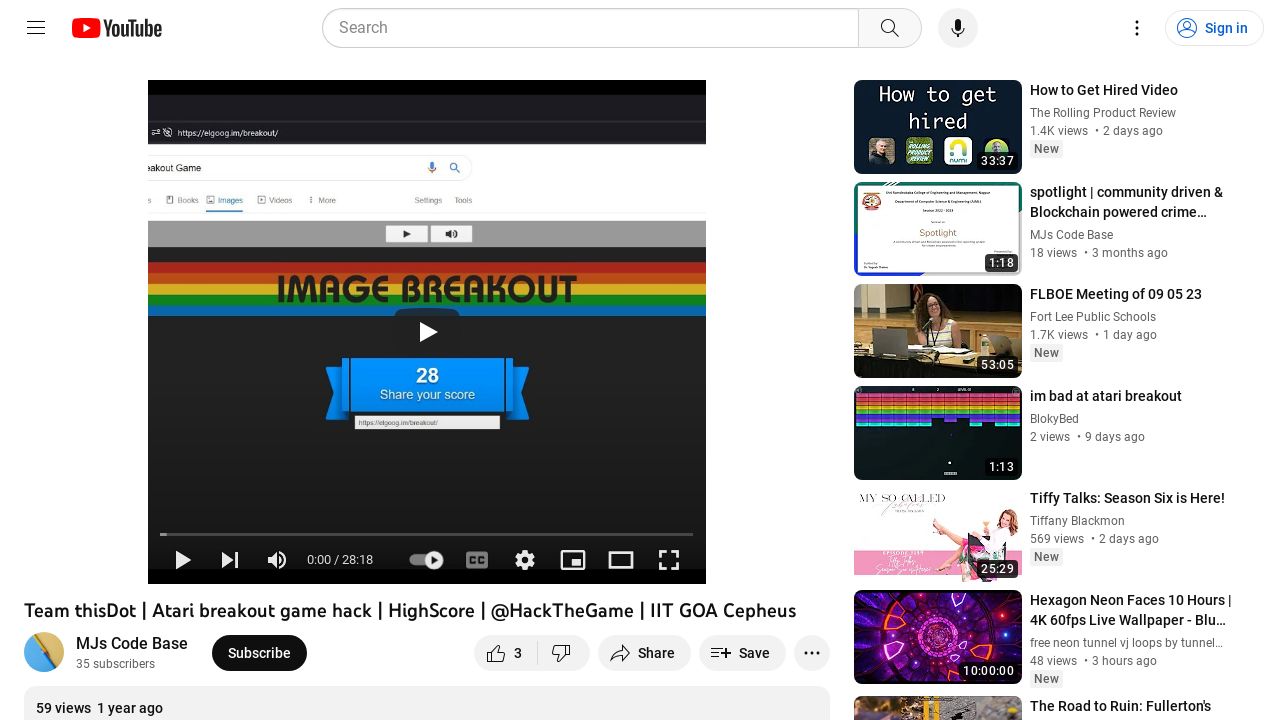 YouTube
Search
Sign in
https://elgoog.im/breakout/
eakout Game
Books
Images
Videos
More
Settings
Tools
IMAGE BREAKOUT
28
Share your score
https://elgoog.im/breakout/
0:00 / 28:18
CC
Team thisDot | Atari breakout game hack | HighScore | @HackTheGame | IIT GOA Cepheus
MJs Code Base
35 subscribers
Subscribe
3
Share
Save
59 views 1 year ago
How to get
hired
ROLLING
PRODUCT
REVIEW
numi
33:37
How to Get Hired Video
The Rolling Product Review
1.4K views • 2 days ago
New
Spotlight
1:18
spotlight | community driven &
Blockchain powered crime…
MJs Code Base
18 views • 3 months ago
53:05
FLBOE Meeting of 09 05 23
Fort Lee Public Schools
1.7K views • 1 day ago
New
1:13
im bad at atari breakout
BlokyBed
2 views • 9 days ago
MY SO CALLED
25:29
Tiffy Talks: Season Six is Here!
Tiffany Blackmon
569 views • 2 days ago
New
10:00:00
Hexagon Neon Faces 10 Hours |
4K 60fps Live Wallpaper - Blu…
free neon tunnel vj loops by tunnel…
48 views • 3 hours ago
New
The Road to Ruin: Fullerton's